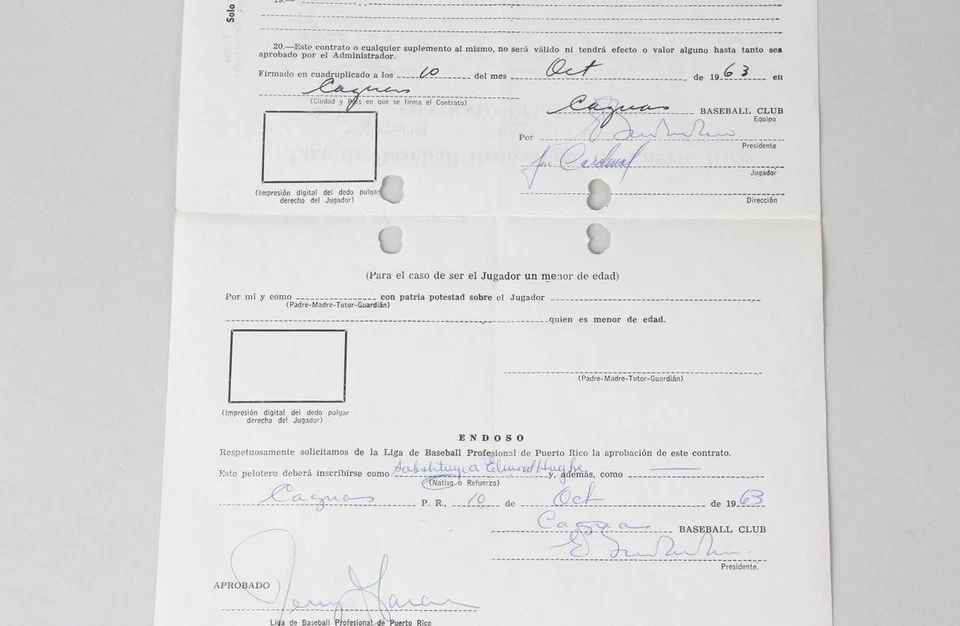 19.—
Solo
20.—Este contrato o cualquier suplemento al mismo, no será válido ni tendrá efecto o valor alguno hasta tanto sea
aprobado por el Administrador.
Firmado en cuadruplicado a los 10 del mes Oct de 1963 en
Caguas
(Ciudad y País en que se firma el Contrato)
Caguas BASEBALL CLUB
Equipo
Por
Presidente
José Cardenal
Jugador
(Impresión digital del dedo pulgar
derecho del Jugador)
Dirección
(Para el caso de ser el Jugador un menor de edad)
Por mí y como con patria potestad sobre el Jugador
(Padre-Madre-Tutor-Guardián)
quien es menor de edad.
(Padre-Madre-Tutor-Guardián)
(Impresión digital del dedo pulgar
derecho del Jugador)
ENDOSO
Respetuosamente solicitamos de la Liga de Baseball Profesional de Puerto Rico la aprobación de este contrato.
Este pelotero deberá inscribirse como Substituya a Elwood Hughe y, además, como
(Nativo o Refuerzo)
Caguas P. R., 10 de Oct de 1963
Caguas BASEBALL CLUB
Presidente.
APROBADO
Liga de Baseball Profesional de Puerto Rico